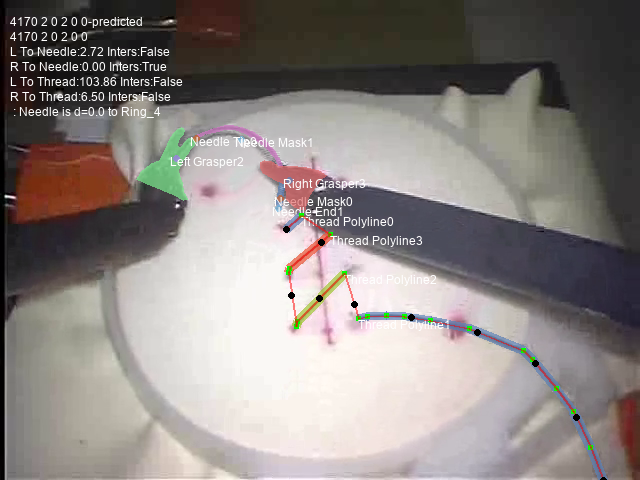 4170 2 0 2 0 0-predicted
4170 2 0 2 0 0
L To Needle:2.72 Inters:False
R To Needle:0.00 Inters:True
L To Thread:103.86 Inters:False
R To Thread:6.50 Inters:False
: Needle is d=0.0 to Ring_4
Needle Mask1
Left Grasper2
Right Grasper3
Needle Mask0
Needle End1
Thread Polyline0
Thread Polyline3
Thread Polyline2
Thread Polyline1